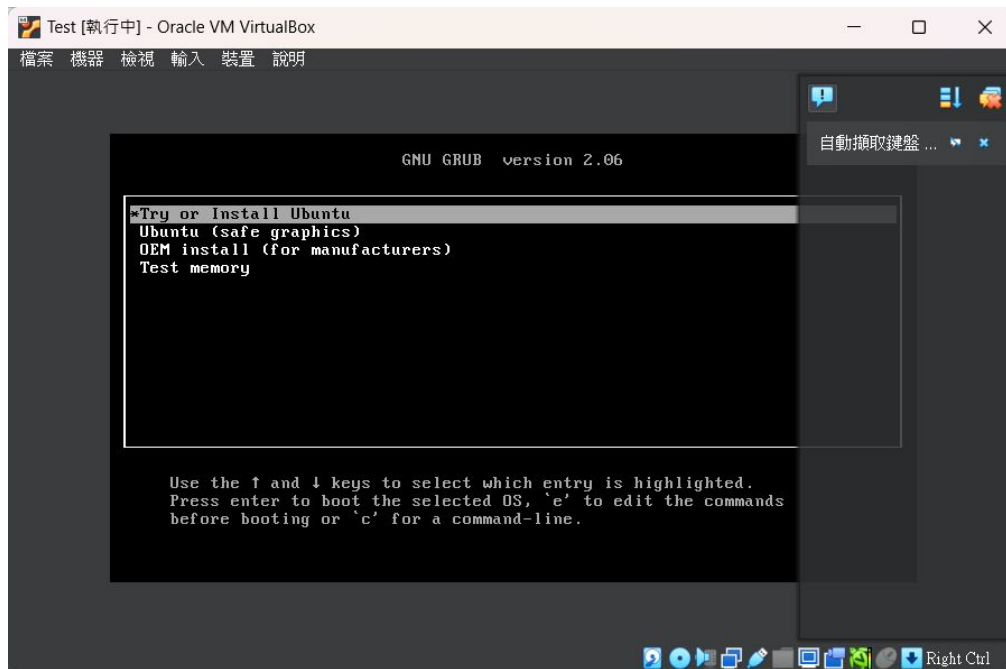 Test [執行中] - Oracle VM VirtualBox
檔案 機器 檢視 輸入 裝置 說明
自動擷取鍵盤 ...
GNU GRUB version 2.06
*Try or Install Ubuntu
Ubuntu (safe graphics)
OEM install (for manufacturers)
Test memory
Use the ↑ and ↓ keys to select which entry is highlighted.
Press enter to boot the selected OS, `e' to edit the commands
before booting or `c' for a command-line.
Right Ctrl